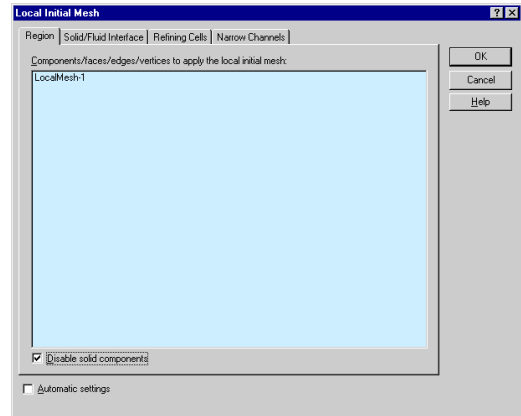 Local Initial Mesh
Region Solid/Fluid Interface Refining Cells Narrow Channels
Components/faces/edges/vertices to apply the local initial mesh:
LocalMesh-1
OK
Cancel
Help
Disable solid components
Automatic settings